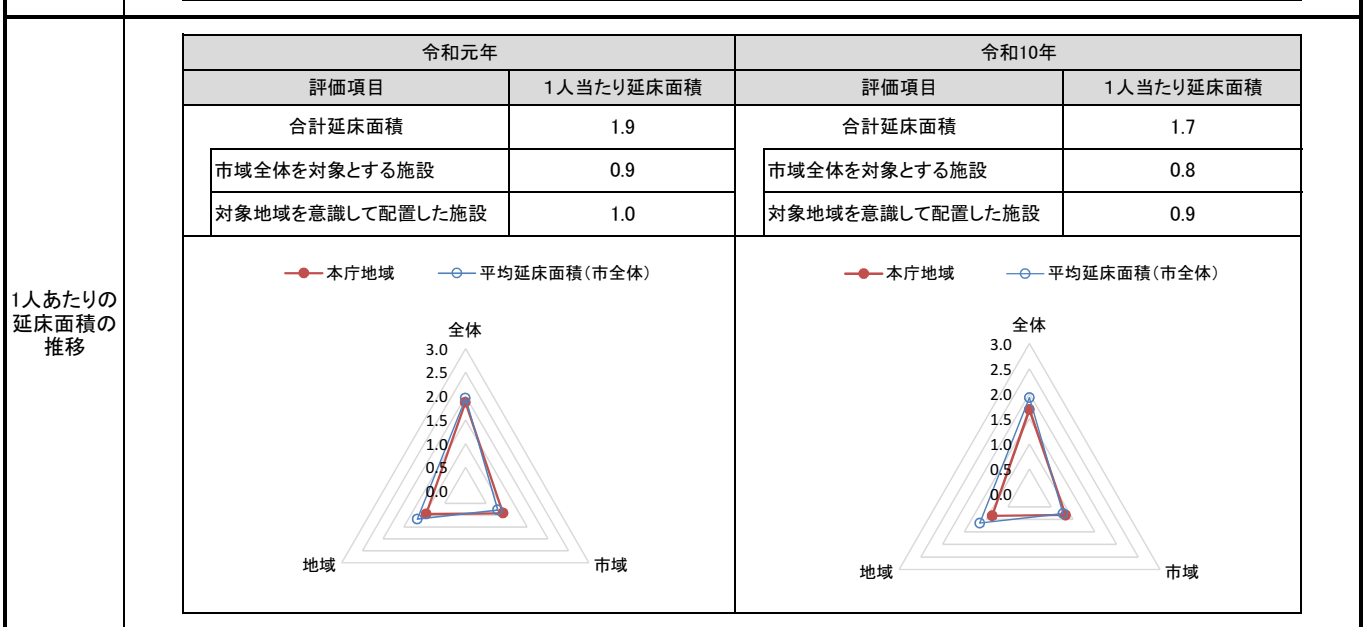 令和元年
令和10年
評価項目
1人当たり延床面積
評価項目
1人当たり延床面積
合計延床面積
1.9
合計延床面積
1.7
市域全体を対象とする施設
0.9
市域全体を対象とする施設
0.8
対象地域を意識して配置した施設
1.0
対象地域を意識して配置した施設
0.9
1人あたりの
延床面積の
推移
本庁地域
平均延床面積(市全体)
全体
3.0
2.5
2.0
1.5
1.0
0.5
0.0
地域
市域
本庁地域
平均延床面積(市全体)
全体
3.0
2.5
2.0
1.5
1.0
0.5
0.0
地域
市域